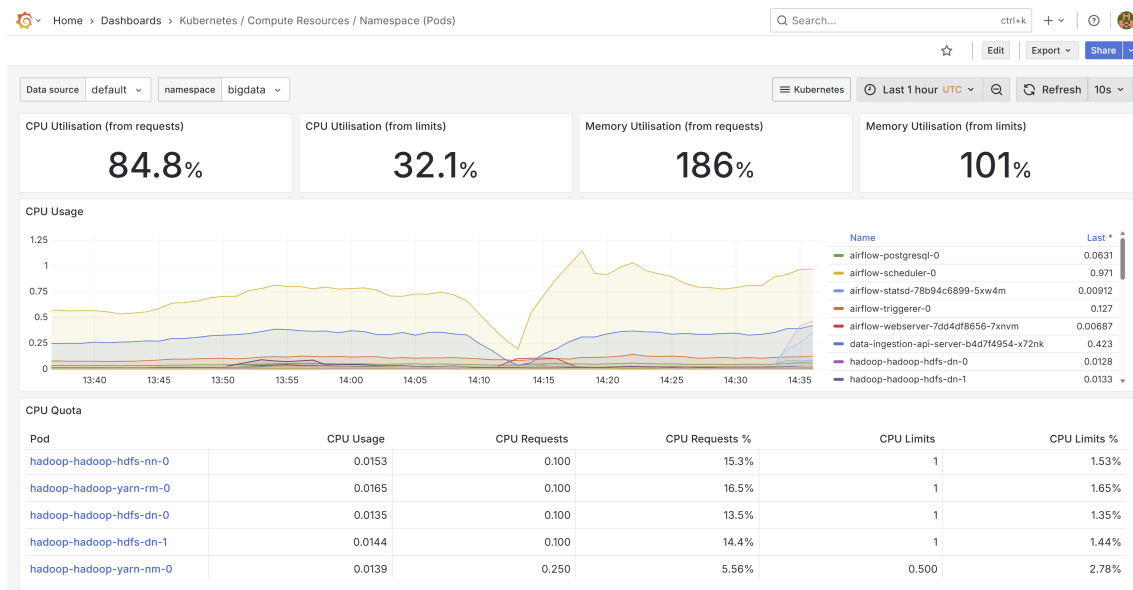 Home › Dashboards › Kubernetes / Compute Resources / Namespace (Pods)
Search... ctrl+k
Edit Export Share
Data source default namespace bigdata Kubernetes Last 1 hour UTC Refresh 10s
CPU Utilisation (from requests)
84.8%
CPU Utilisation (from limits)
32.1%
Memory Utilisation (from requests)
186%
Memory Utilisation (from limits)
101%
CPU Usage
1.25
1
0.75
0.5
0.25
0
13:40 13:45 13:50 13:55 14:00 14:05 14:10 14:15 14:20 14:25 14:30 14:35
Name Last *
airflow-postgresql-0 0.0631
airflow-scheduler-0 0.971
airflow-statsd-78b94c6899-5xw4m 0.00912
airflow-triggerer-0 0.127
airflow-webserver-7dd4df8656-7xnvm 0.00687
data-ingestion-api-server-b4d7f4954-x72nk 0.423
hadoop-hadoop-hdfs-dn-0 0.0128
hadoop-hadoop-hdfs-dn-1 0.0133
CPU Quota
Pod CPU Usage CPU Requests CPU Requests % CPU Limits CPU Limits %
hadoop-hadoop-hdfs-nn-0 0.0153 0.100 15.3% 1 1.53%
hadoop-hadoop-yarn-rm-0 0.0165 0.100 16.5% 1 1.65%
hadoop-hadoop-hdfs-dn-0 0.0135 0.100 13.5% 1 1.35%
hadoop-hadoop-hdfs-dn-1 0.0144 0.100 14.4% 1 1.44%
hadoop-hadoop-yarn-nm-0 0.0139 0.250 5.56% 0.500 2.78%